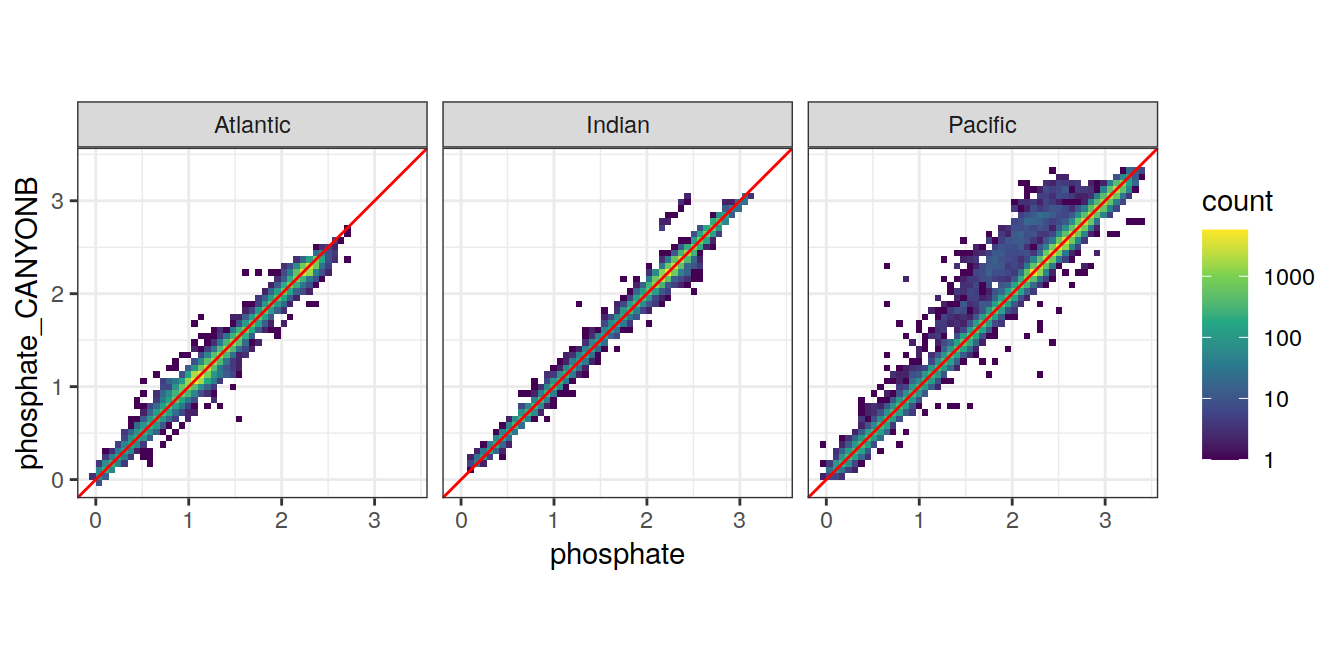 Atlantic Indian Pacific
phosphate_CANYONB
3
2
1
0
0 1 2 3 0 1 2 3 0 1 2 3
phosphate
count
1000
100
10
1